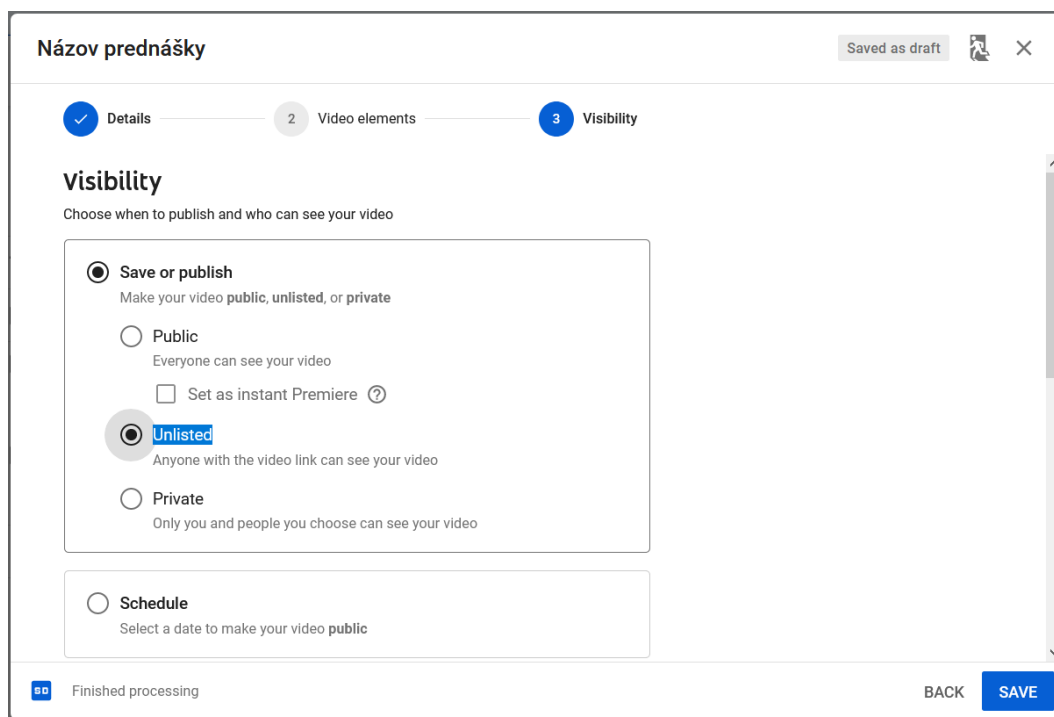 Názov prednášky
Saved as draft
Details
2 Video elements
3 Visibility
Visibility
Choose when to publish and who can see your video
Save or publish
Make your video public, unlisted, or private
Public
Everyone can see your video
Set as instant Premiere ?
Unlisted
Anyone with the video link can see your video
Private
Only you and people you choose can see your video
Schedule
Select a date to make your video public
SD Finished processing
BACK SAVE